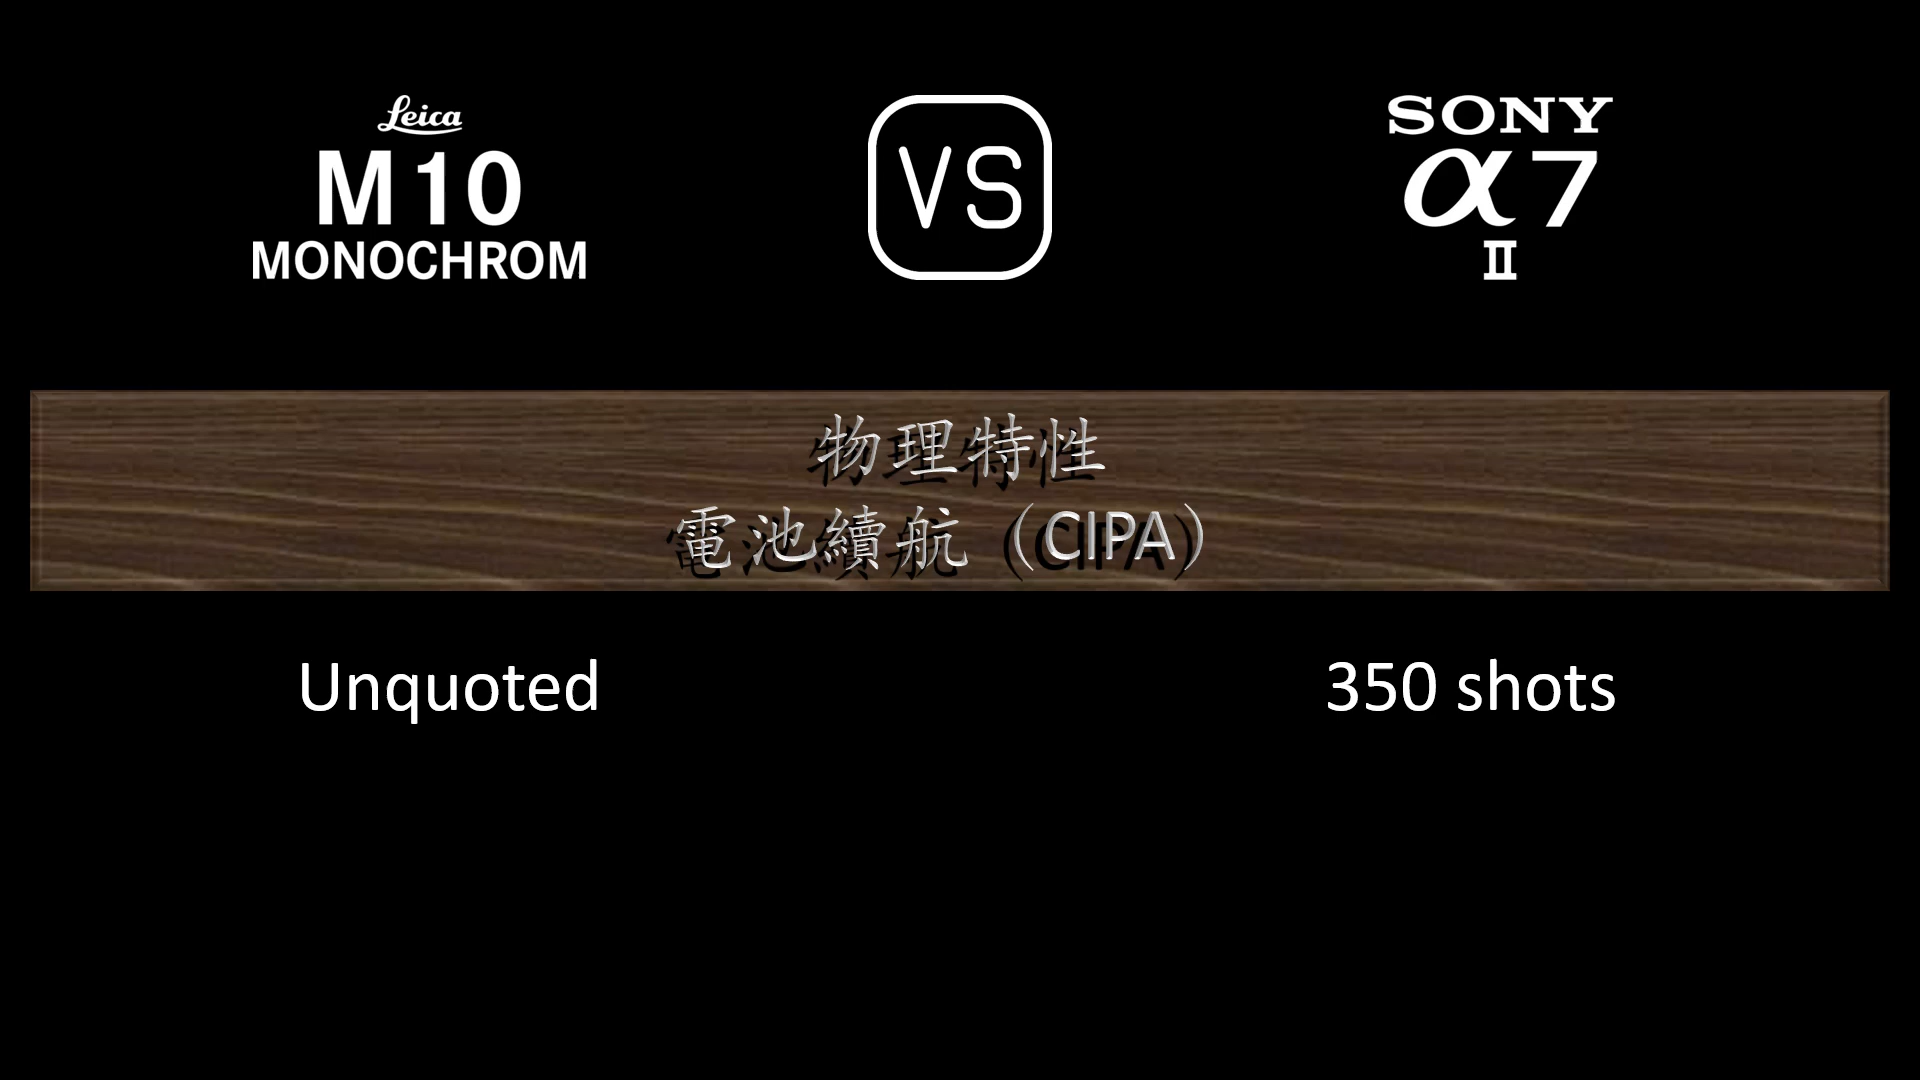 Leica
M10
MONOCHROM
VS
SONY
α7
II
物理特性
電池續航（CIPA）
Unquoted
350 shots